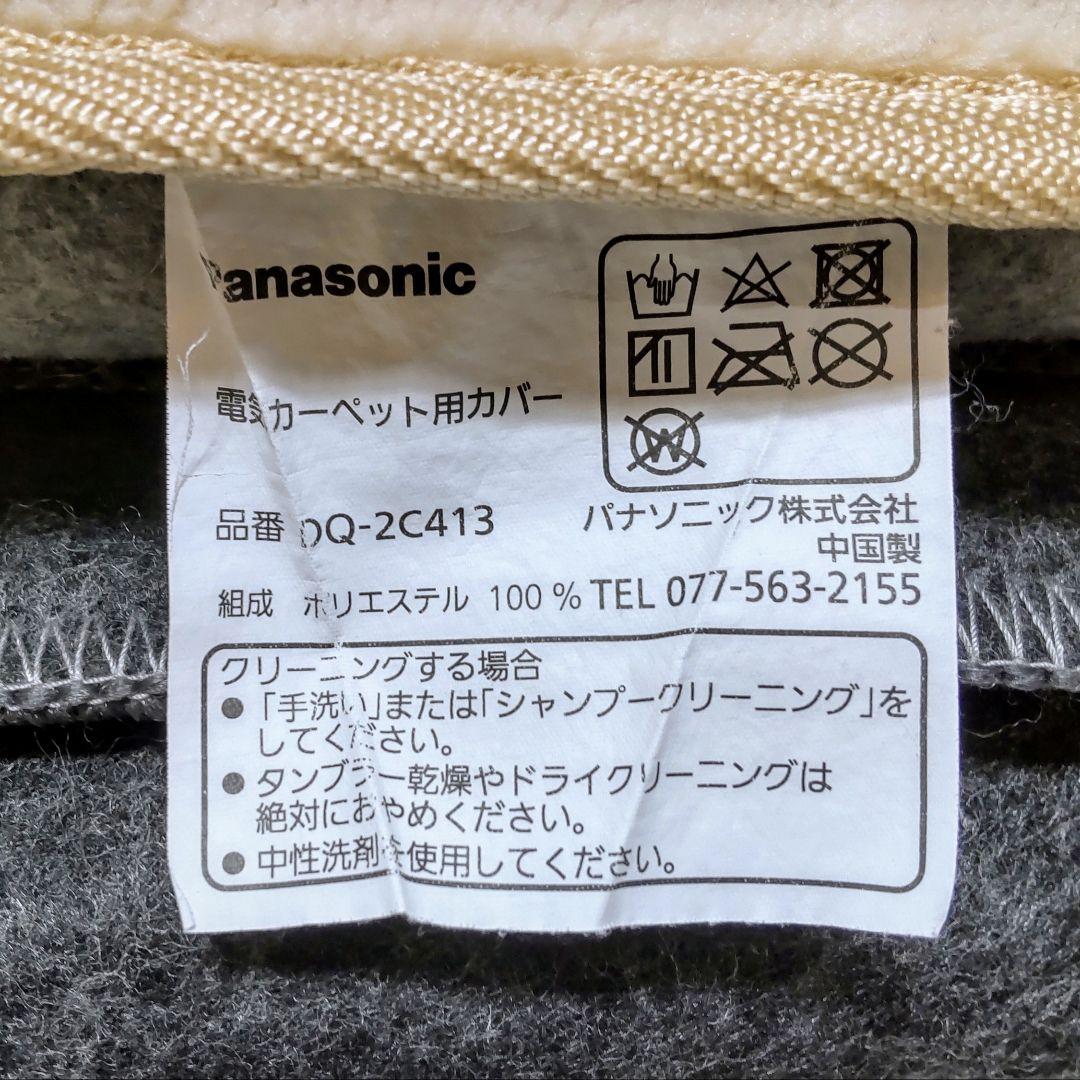 Panasonic
電気カーペット用カバー
品番 DQ-2C413
パナソニック株式会社
中国製
組成 ポリエステル 100 % TEL 077-563-2155
クリーニングする場合
●「手洗い」または「シャンプークリーニング」を
してください。
●タンブラー乾燥やドライクリーニングは
絶対におやめください。
●中性洗剤を使用してください。
W